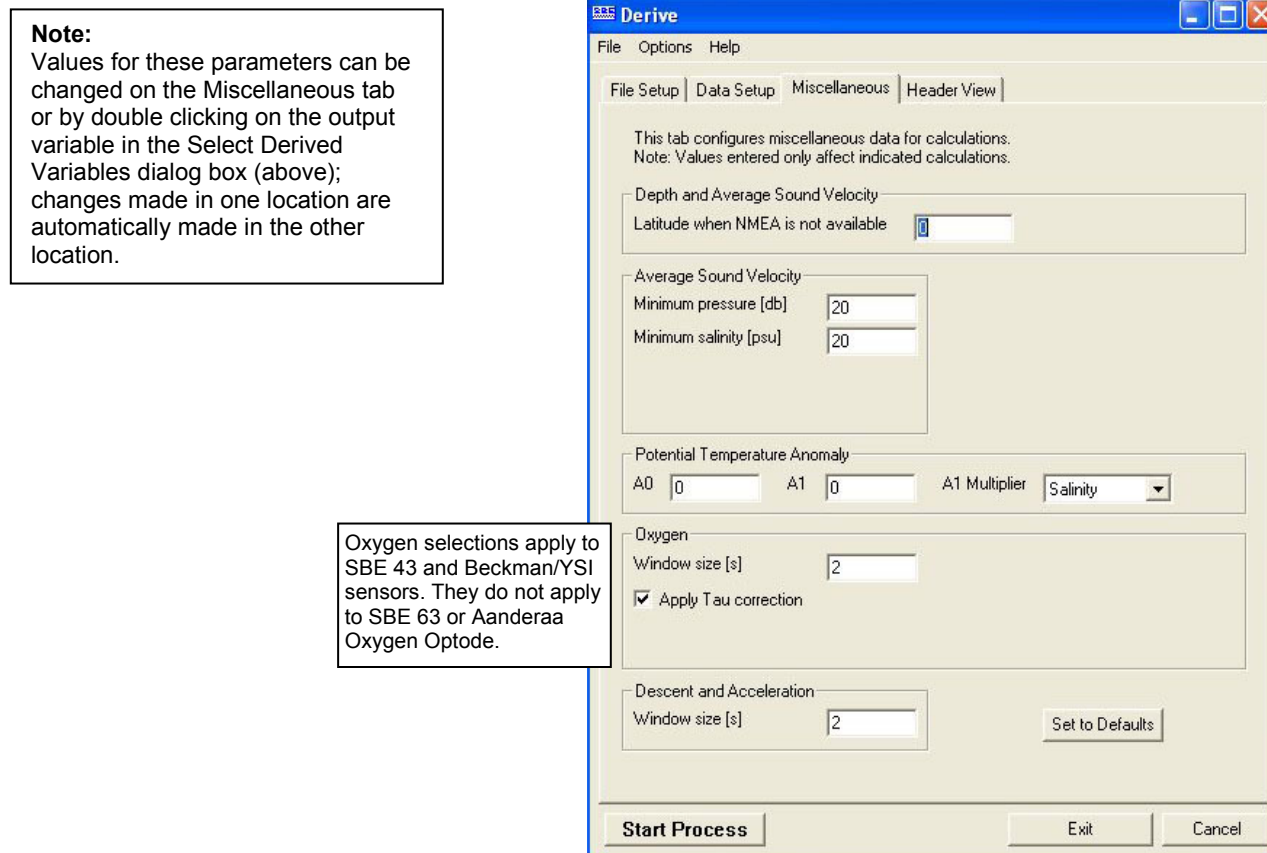 Note:
Values for these parameters can be
changed on the Miscellaneous tab
or by double clicking on the output
variable in the Select Derived
Variables dialog box (above);
changes made in one location are
automatically made in the other
location.
SBE Derive
File Options Help
File Setup Data Setup Miscellaneous Header View
This tab configures miscellaneous data for calculations.
Note: Values entered only affect indicated calculations.
Depth and Average Sound Velocity
Latitude when NMEA is not available 0
Average Sound Velocity
Minimum pressure [db] 20
Minimum salinity [psu] 20
Potential Temperature Anomaly
A0 0 A1 0 A1 Multiplier Salinity
Oxygen selections apply to
SBE 43 and Beckman/YSI
sensors. They do not apply
to SBE 63 or Aanderaa
Oxygen Optode.
Oxygen
Window size [s] 2
Apply Tau correction
Descent and Acceleration
Window size [s] 2
Set to Defaults
Start Process Exit Cancel